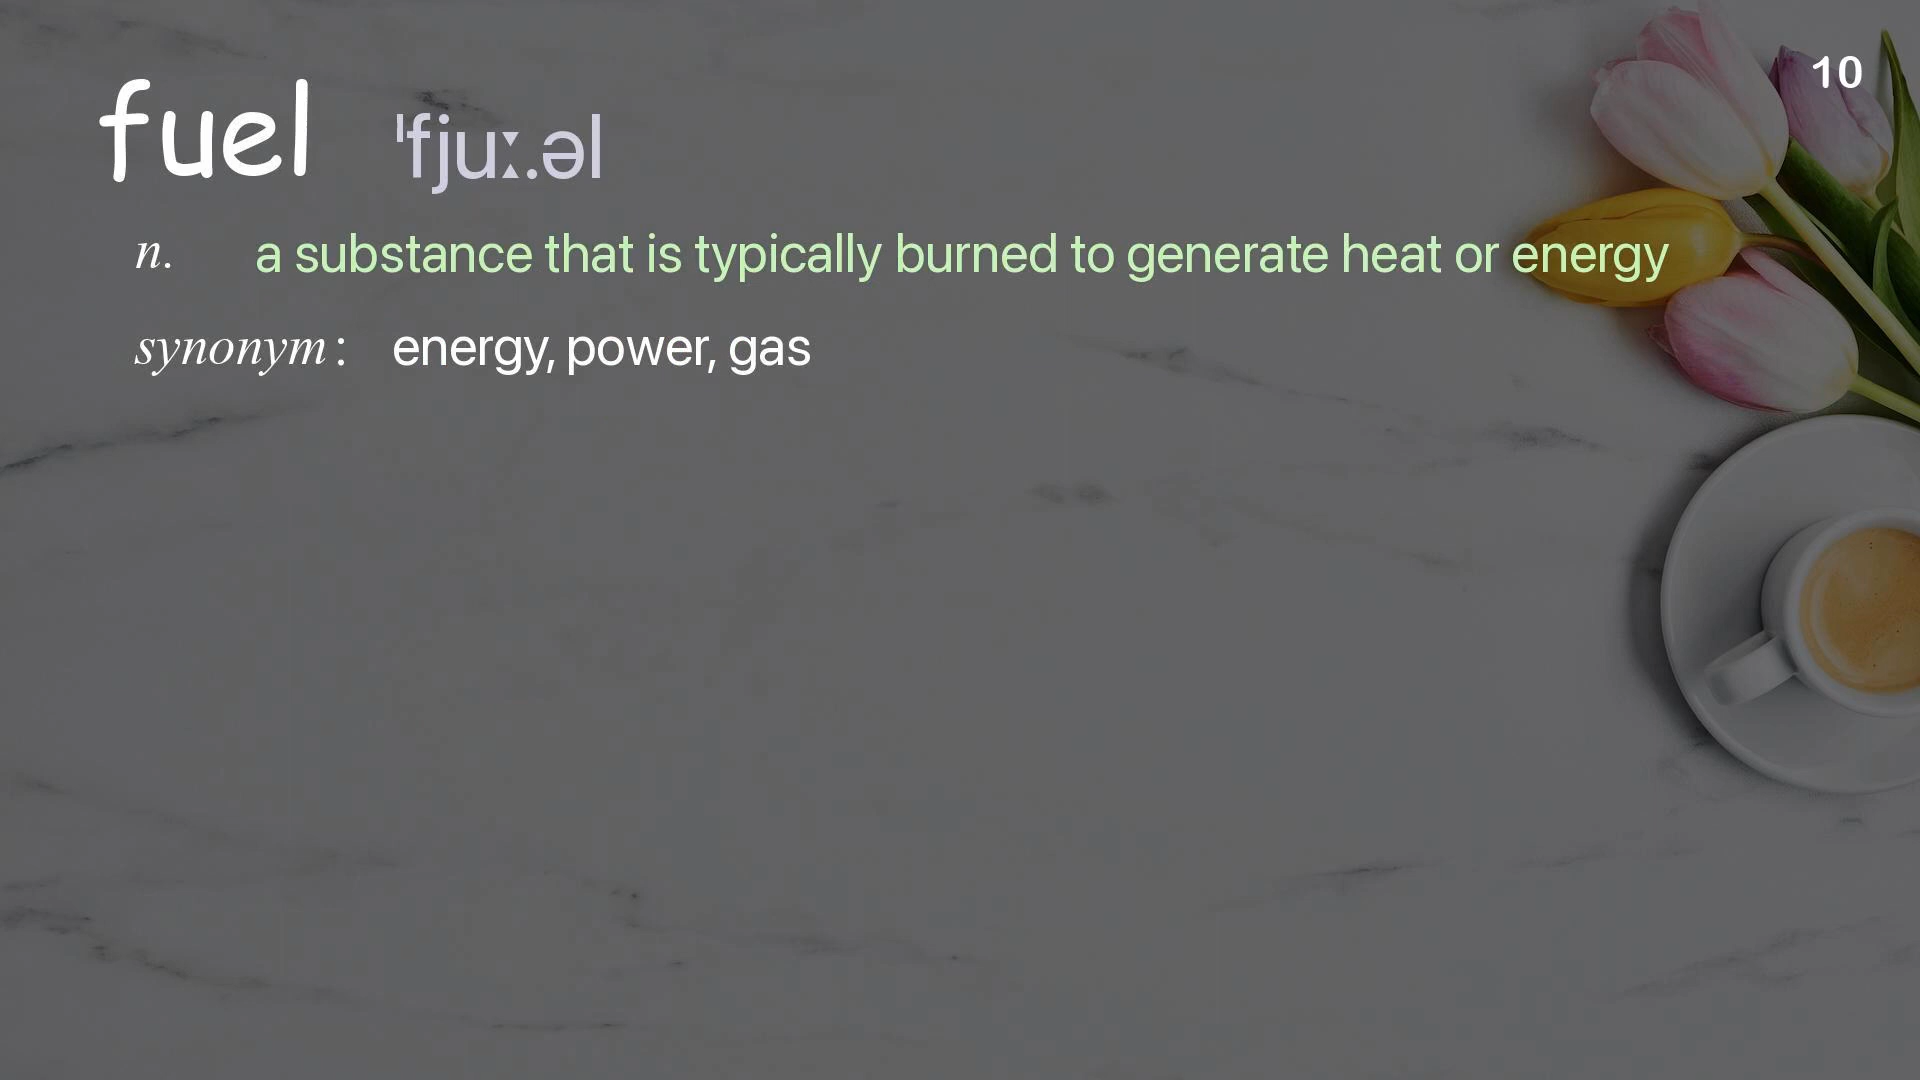 10
fuel ˈfjuː.əl
n. a substance that is typically burned to generate heat or energy
synonym: energy, power, gas